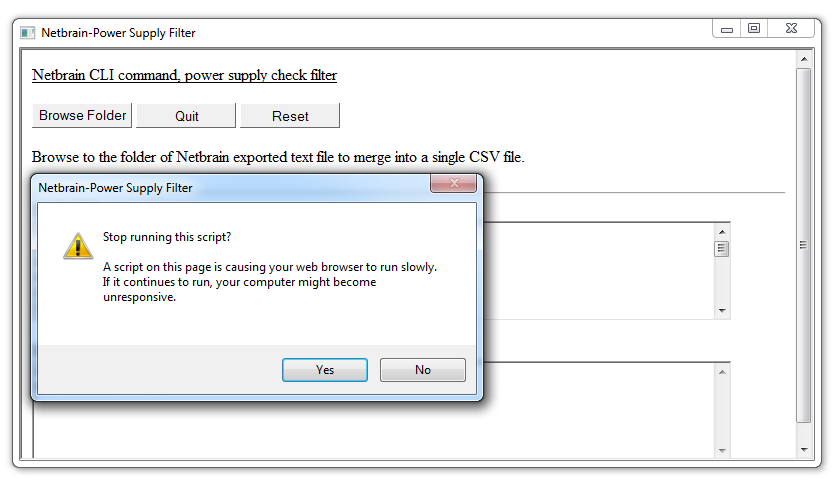 Netbrain-Power Supply Filter
Netbrain CLI command, power supply check filter
Browse Folder Quit Reset
Browse to the folder of Netbrain exported text file to merge into a single CSV file.
Netbrain-Power Supply Filter
Stop running this script?
A script on this page is causing your web browser to run slowly.
If it continues to run, your computer might become
unresponsive.
Yes No